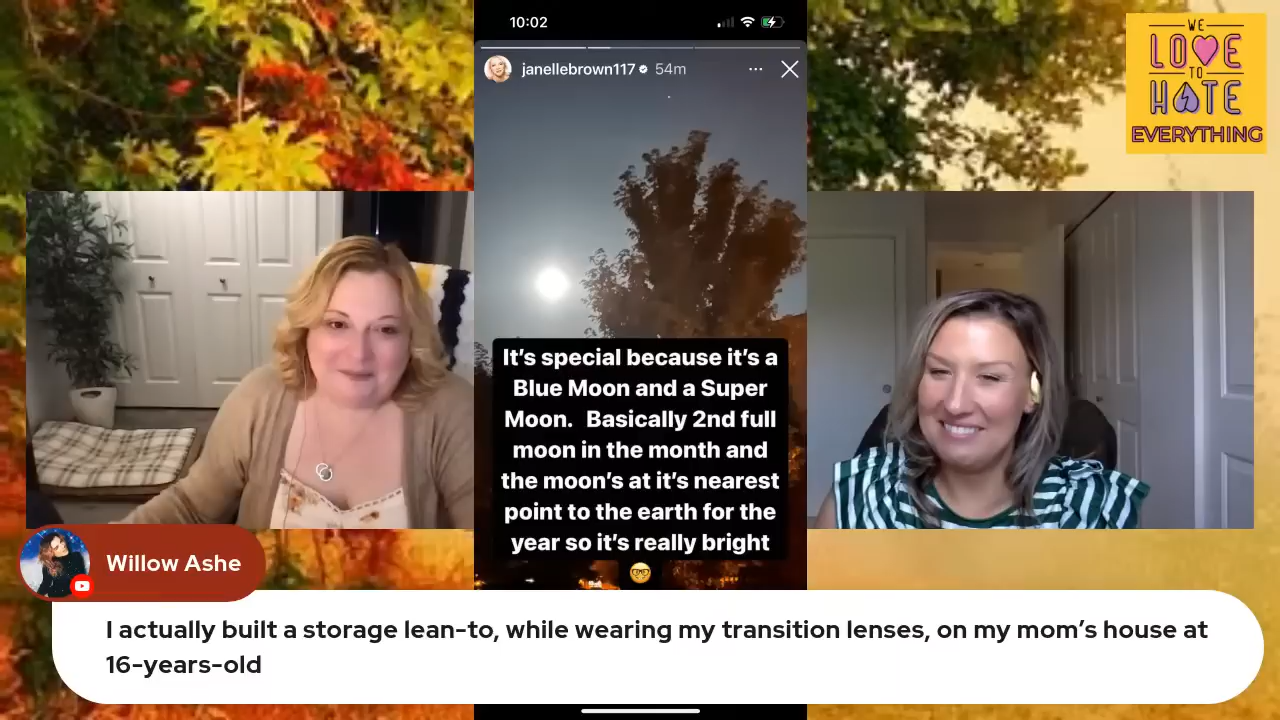 10:02
janellebrown117 54m
It's special because it's a
Blue Moon and a Super
Moon. Basically 2nd full
moon in the month and
the moon's at it's nearest
point to the earth for the
year so it's really bright
WE
LOVE
TO
HATE
EVERYTHING
Willow Ashe
I actually built a storage lean-to, while wearing my transition lenses, on my mom's house at
16-years-old